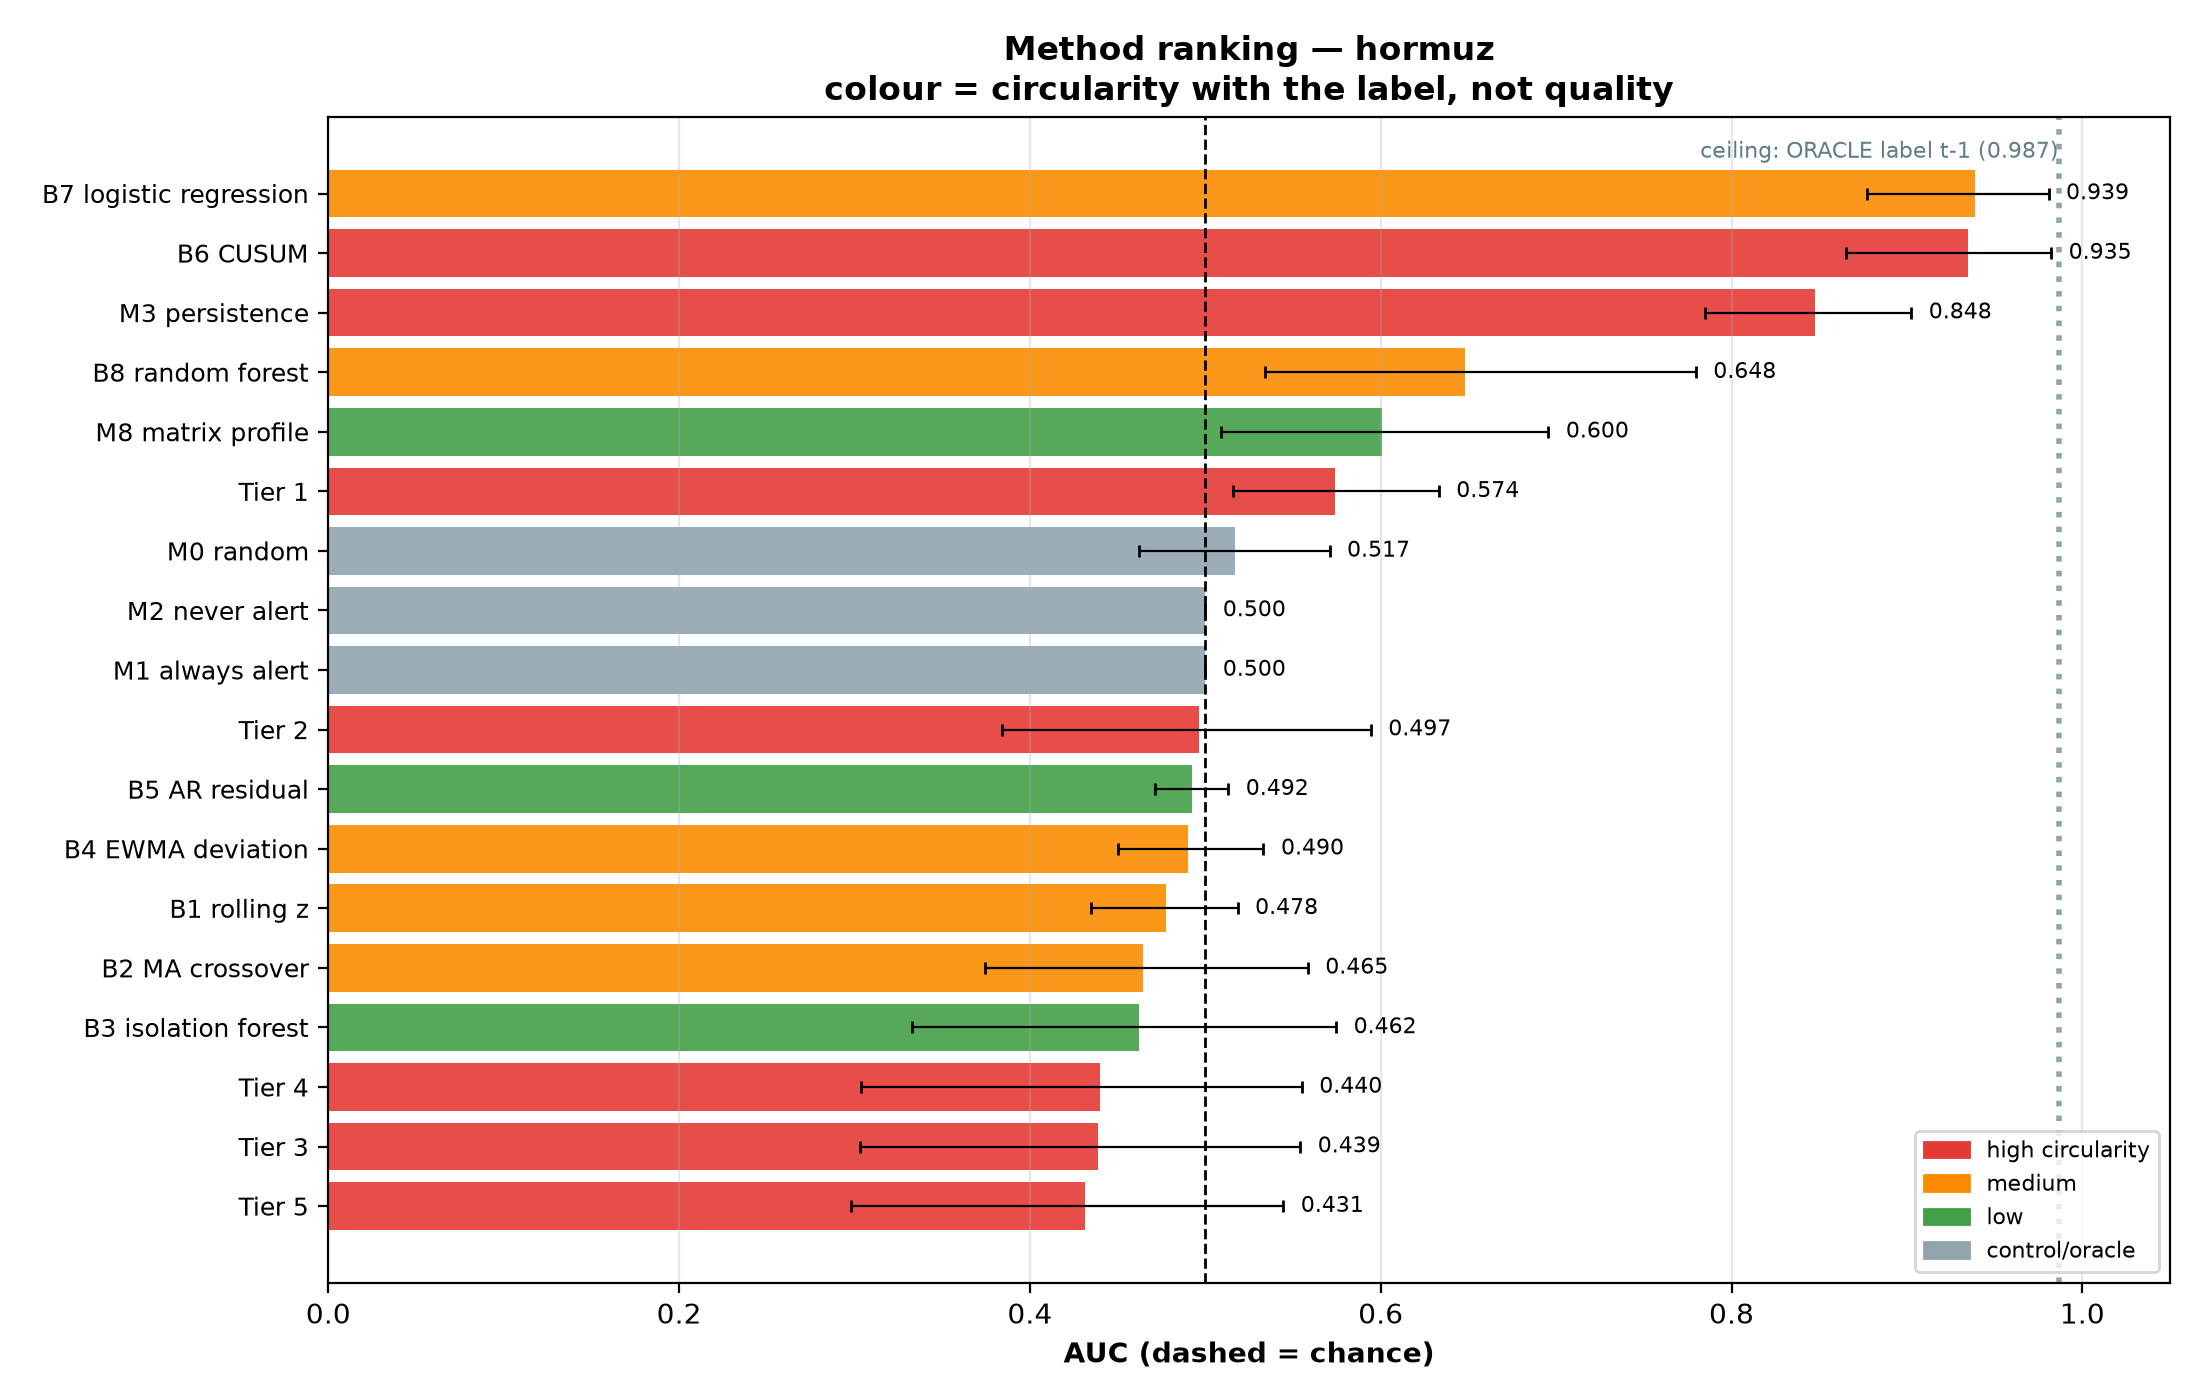 Method ranking — hormuz
colour = circularity with the label, not quality
ceiling: ORACLE label t-1 (0.987)
B7 logistic regression 0.939
B6 CUSUM 0.935
M3 persistence 0.848
B8 random forest 0.648
M8 matrix profile 0.600
Tier 1 0.574
M0 random 0.517
M2 never alert 0.500
M1 always alert 0.500
Tier 2 0.497
B5 AR residual 0.492
B4 EWMA deviation 0.490
B1 rolling z 0.478
B2 MA crossover 0.465
B3 isolation forest 0.462
Tier 4 0.440
Tier 3 0.439
Tier 5 0.431
high circularity
medium
low
control/oracle
0.0 0.2 0.4 0.6 0.8 1.0
AUC (dashed = chance)